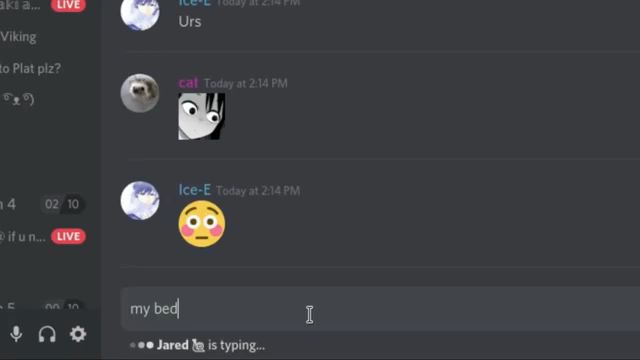 LIVE
Viking
to Plat plz?
Ice-E Today at 2:14 PM
Urs
cat Today at 2:14 PM
Ice-E Today at 2:14 PM
4 02 10
if u n... LIVE
my bed
Jared is typing...